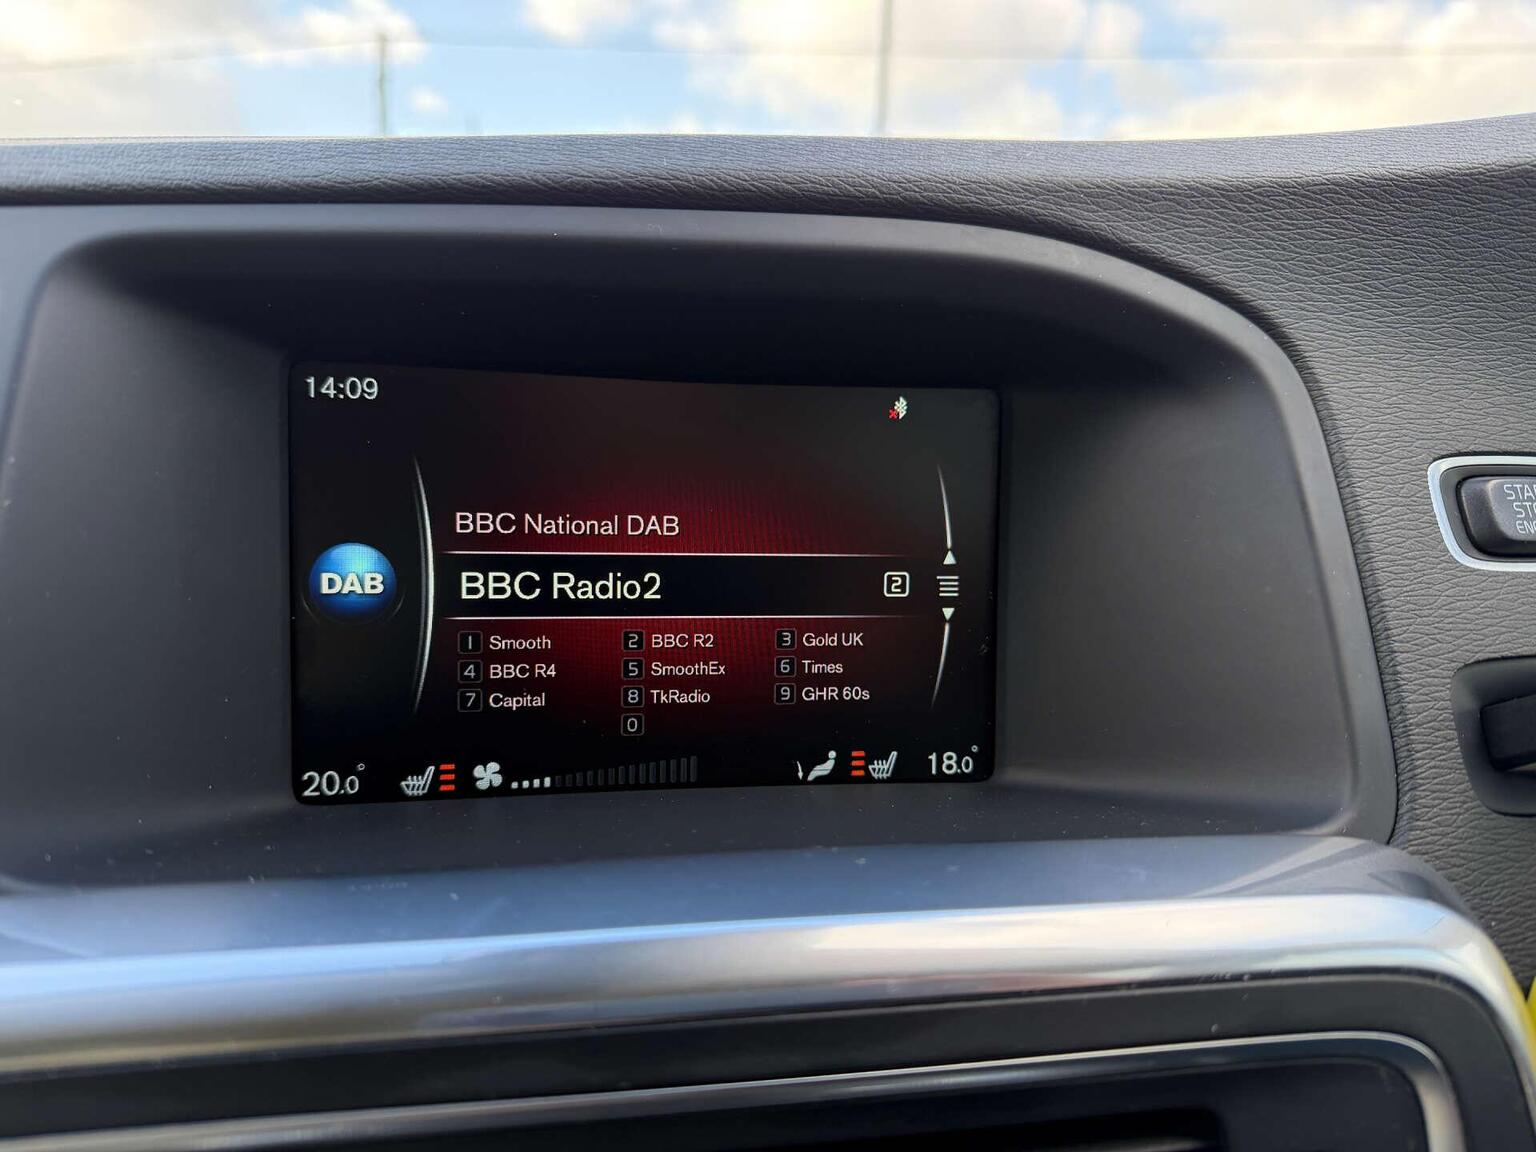 14:09
BBC National DAB
DAB
BBC Radio2 2
1 Smooth 2 BBC R2 3 Gold UK
4 BBC R4 5 SmoothEx 6 Times
7 Capital 8 TkRadio 9 GHR 60s
0
20.0° 18.0°